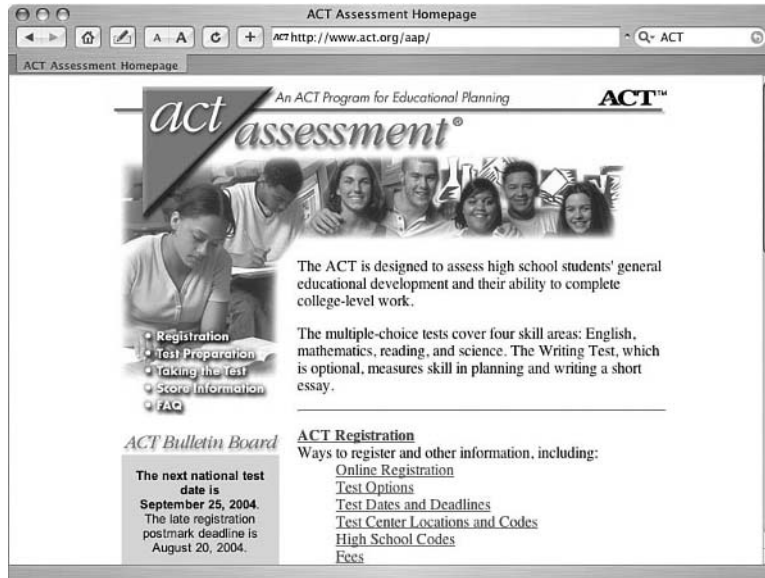 ACT Assessment Homepage
A A
ACT http://www.act.org/aap/
ACT
ACT Assessment Homepage
An ACT Program for Educational Planning
ACT™
act
assessment®
The ACT is designed to assess high school students' general
educational development and their ability to complete
college-level work.
The multiple-choice tests cover four skill areas: English,
mathematics, reading, and science. The Writing Test, which
is optional, measures skill in planning and writing a short
essay.
Registration
Test Preparation
Taking the Test
Score Information
FAQ
ACT Bulletin Board
The next national test
date is
September 25, 2004.
The late registration
postmark deadline is
August 20, 2004.
ACT Registration
Ways to register and other information, including:
Online Registration
Test Options
Test Dates and Deadlines
Test Center Locations and Codes
High School Codes
Fees